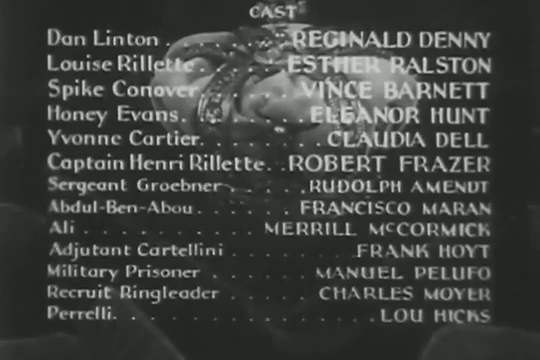 CAST
Dan Linton . . . . . . . REGINALD DENNY
Louise Rillette . . . . . . ESTHER RALSTON
Spike Conover . . . . . . VINCE BARNETT
Honey Evans. . . . . . . . ELEANOR HUNT
Yvonne Cartier. . . . . . . . CLAUDIA DELL
Captain Henri Rillette. . ROBERT FRAZER
Sergeant Groebner . . . . . RUDOLPH AMENDT
Abdul-Ben-Abou . . . . . . FRANCISCO MARAN
Ali . . . . . . . . . . MERRILL McCORMICK
Adjutant Cartellini . . . . . . . FRANK HOYT
Military Prisoner . . . . . MANUEL PELUFO
Recruit Ringleader . . . . . CHARLES MOYER
Perrelli. . . . . . . . . . . . . . LOU HICKS